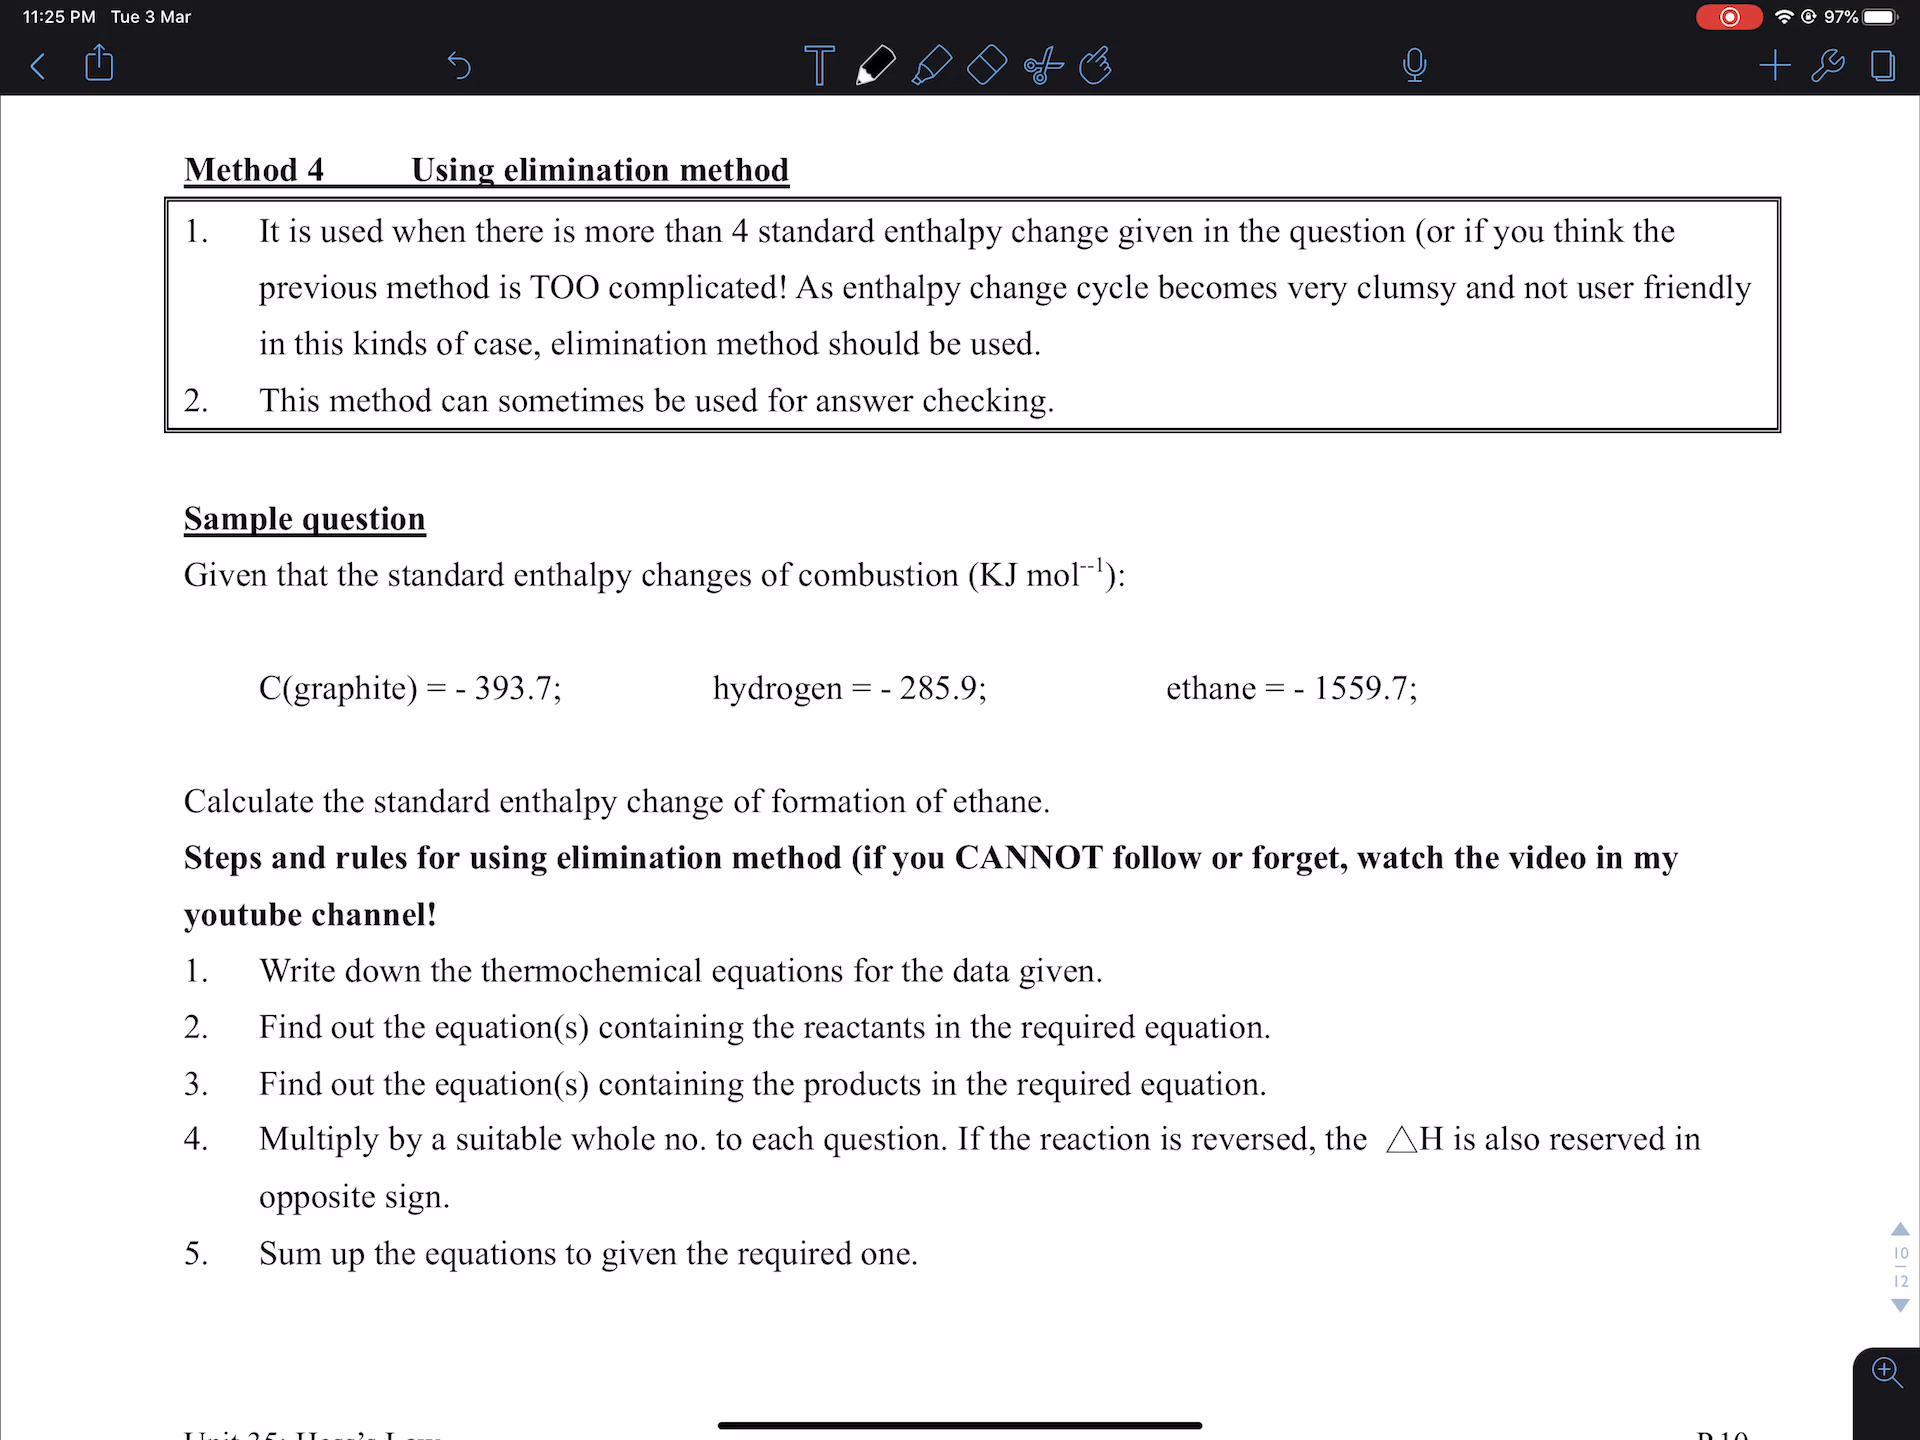 11:25 PM Tue 3 Mar 97%
Method 4 Using elimination method
1. It is used when there is more than 4 standard enthalpy change given in the question (or if you think the
previous method is TOO complicated! As enthalpy change cycle becomes very clumsy and not user friendly
in this kinds of case, elimination method should be used.
2. This method can sometimes be used for answer checking.
Sample question
Given that the standard enthalpy changes of combustion (KJ mol⁻⁻¹):
C(graphite) = - 393.7; hydrogen = - 285.9; ethane = - 1559.7;
Calculate the standard enthalpy change of formation of ethane.
Steps and rules for using elimination method (if you CANNOT follow or forget, watch the video in my
youtube channel!
1. Write down the thermochemical equations for the data given.
2. Find out the equation(s) containing the reactants in the required equation.
3. Find out the equation(s) containing the products in the required equation.
4. Multiply by a suitable whole no. to each question. If the reaction is reversed, the △H is also reserved in
opposite sign.
5. Sum up the equations to given the required one.
10
12
Unit 35: Hess's Law P.10